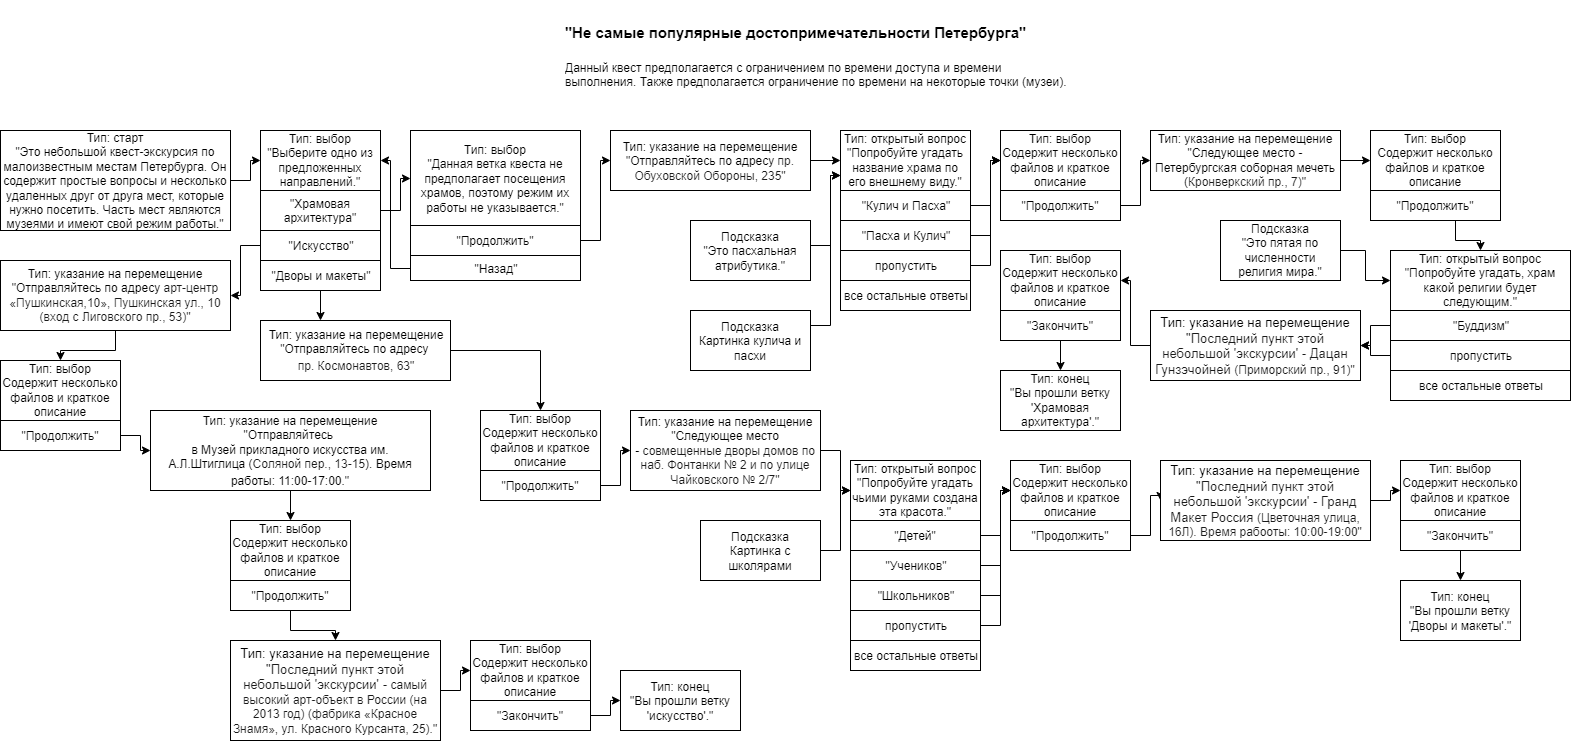 "Не самые популярные достопримечательности Петербурга"
Данный квест предполагается с ограничением по времени доступа и времени
выполнения. Также предполагается ограничение по времени на некоторые точки (музеи).
Тип: старт
"Это небольшой квест-экскурсия по
малоизвестным местам Петербурга. Он
содержит простые вопросы и несколько
удаленных друг от друга мест, которые
нужно посетить. Часть мест являются
музеями и имеют свой режим работы."
Тип: выбор
"Выберите одно из
предложенных
направлений."
"Храмовая
архитектура"
"Искусство"
"Дворы и макеты"
Тип: выбор
"Данная ветка квеста не
предполагает посещения
храмов, поэтому режим их
работы не указывается."
"Продолжить"
"Назад"
Тип: указание на перемещение
"Отправляйтесь по адресу пр.
Обуховской Обороны, 235"
Подсказка
"Это пасхальная
атрибутика."
Подсказка
Картинка кулича и
пасхи
Тип: открытый вопрос
"Попробуйте угадать
название храма по
его внешнему виду."
"Кулич и Пасха"
"Пасха и Кулич"
пропустить
все остальные ответы
Тип: выбор
Содержит несколько
файлов и краткое
описание
"Продолжить"
Тип: указание на перемещение
"Следующее место -
Петербургская соборная мечеть
(Кронверкский пр., 7)"
Тип: выбор
Содержит несколько
файлов и краткое
описание
"Продолжить"
Подсказка
"Это пятая по
численности
религия мира."
Тип: открытый вопрос
"Попробуйте угадать, храм
какой религии будет
следующим."
"Буддизм"
пропустить
все остальные ответы
Тип: указание на перемещение
"Последний пункт этой
небольшой 'экскурсии' - Дацан
Гунзэчойней (Приморский пр., 91)"
Тип: выбор
Содержит несколько
файлов и краткое
описание
"Закончить"
Тип: конец
"Вы прошли ветку
'Храмовая
архитектура'."
Тип: указание на перемещение
"Отправляйтесь по адресу арт-центр
«Пушкинская,10», Пушкинская ул., 10
(вход с Лиговского пр., 53)"
Тип: выбор
Содержит несколько
файлов и краткое
описание
"Продолжить"
Тип: указание на перемещение
"Отправляйтесь
в Музей прикладного искусства им.
А.Л.Штиглица (Соляной пер., 13-15). Время
работы: 11:00-17:00."
Тип: выбор
Содержит несколько
файлов и краткое
описание
"Продолжить"
Тип: указание на перемещение
"Последний пункт этой
небольшой 'экскурсии' - самый
высокий арт-объект в России (на
2013 год) (фабрика «Красное
Знамя», ул. Красного Курсанта, 25)."
Тип: выбор
Содержит несколько
файлов и краткое
описание
"Закончить"
Тип: конец
"Вы прошли ветку
'искусство'."
Тип: указание на перемещение
"Отправляйтесь по адресу
пр. Космонавтов, 63"
Тип: выбор
Содержит несколько
файлов и краткое
описание
"Продолжить"
Тип: указание на перемещение
"Следующее место
- совмещенные дворы домов по
наб. Фонтанки № 2 и по улице
Чайковского № 2/7"
Подсказка
Картинка с
школярами
Тип: открытый вопрос
"Попробуйте угадать
чьими руками создана
эта красота."
"Детей"
"Учеников"
"Школьников"
пропустить
все остальные ответы
Тип: выбор
Содержит несколько
файлов и краткое
описание
"Продолжить"
Тип: указание на перемещение
"Последний пункт этой
небольшой 'экскурсии' - Гранд
Макет Россия (Цветочная улица,
16Л). Время рабооты: 10:00-19:00"
Тип: выбор
Содержит несколько
файлов и краткое
описание
"Закончить"
Тип: конец
"Вы прошли ветку
'Дворы и макеты'."